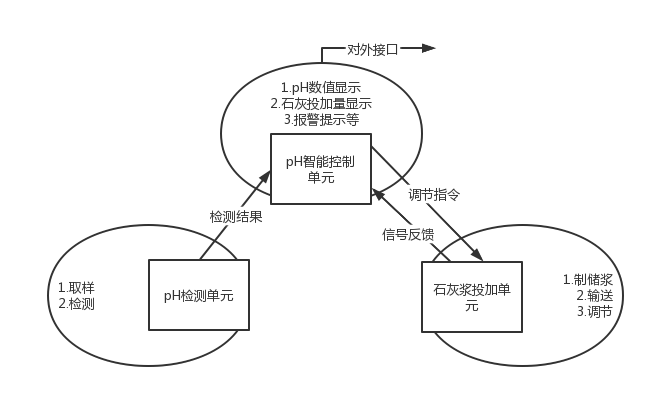 对外接口
1.pH数值显示
2.石灰投加量显示
3.报警提示等
pH智能控制
单元
调节指令
检测结果
信号反馈
1.取样
2.检测
pH检测单元
石灰浆投加单
元
1.制储浆
2.输送
3.调节